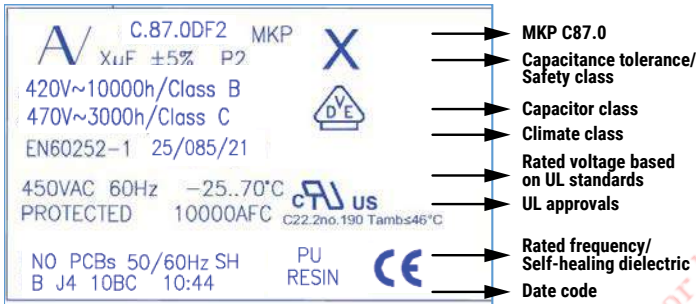 C.87.0DF2 MKP X
XuF ±5% P2
420V~10000h/Class B
470V~3000h/Class C
VDE
EN60252-1 25/085/21
450VAC 60Hz -25..70°C
PROTECTED 10000AFC
c US
C22.2no.190 Tamb≤46°C
NO PCBs 50/60Hz SH
B J4 10BC 10:44
PU
RESIN
CE
MKP C87.0
Capacitance tolerance/
Safety class
Capacitor class
Climate class
Rated voltage based
on UL standards
UL approvals
Rated frequency/
Self-healing dielectric
Date code